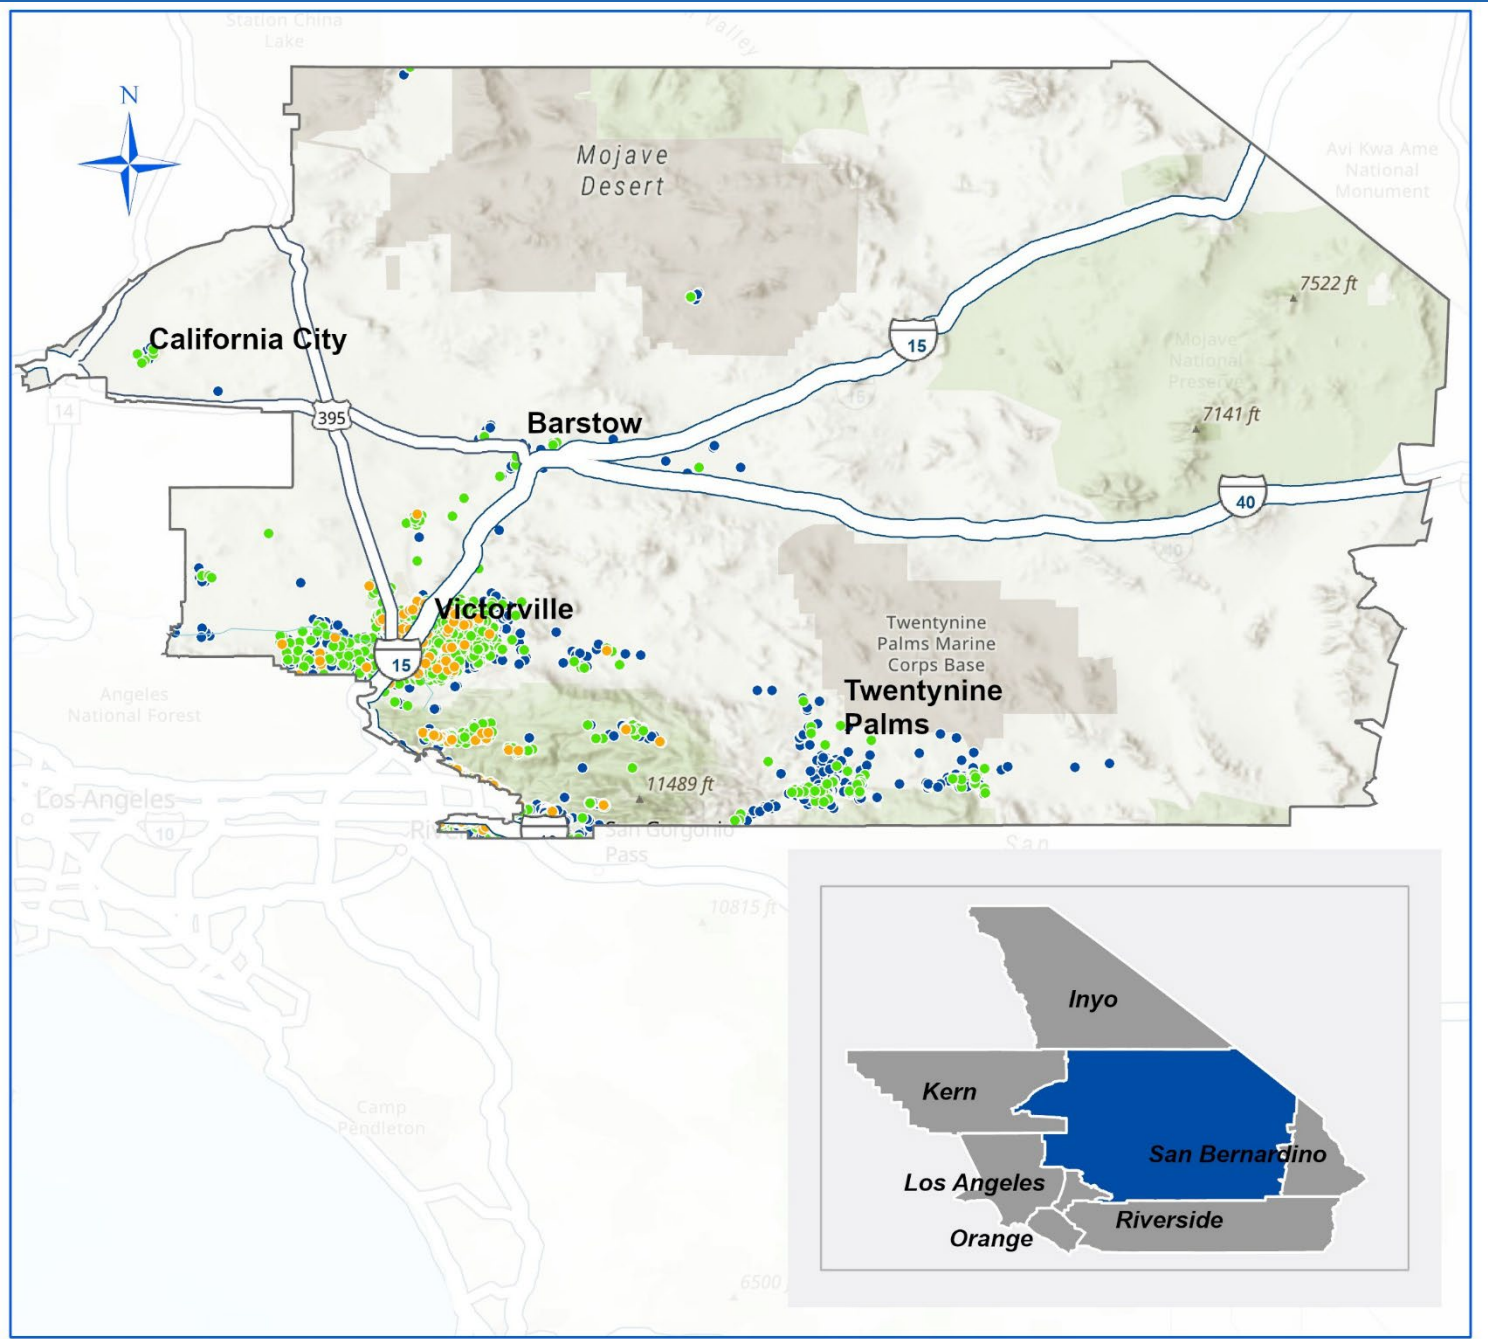 Station China
Lake
Valley
N
Mojave
Desert
Avi Kwa Ame
National
Monument
7522 ft
California City
Mojave
National
Preserve
15
15
14
395
Barstow
7141 ft
40
40
Victorville
Twentynine
Palms Marine
Corps Base
15
Twentynine
Palms
Angeles
National Forest
11489 ft
Los Angeles
10
San Gorgonio
Pass
San
10815 ft
Inyo
Kern
Camp
Pendleton
San Bernardino
Los Angeles
Riverside
Orange
6500